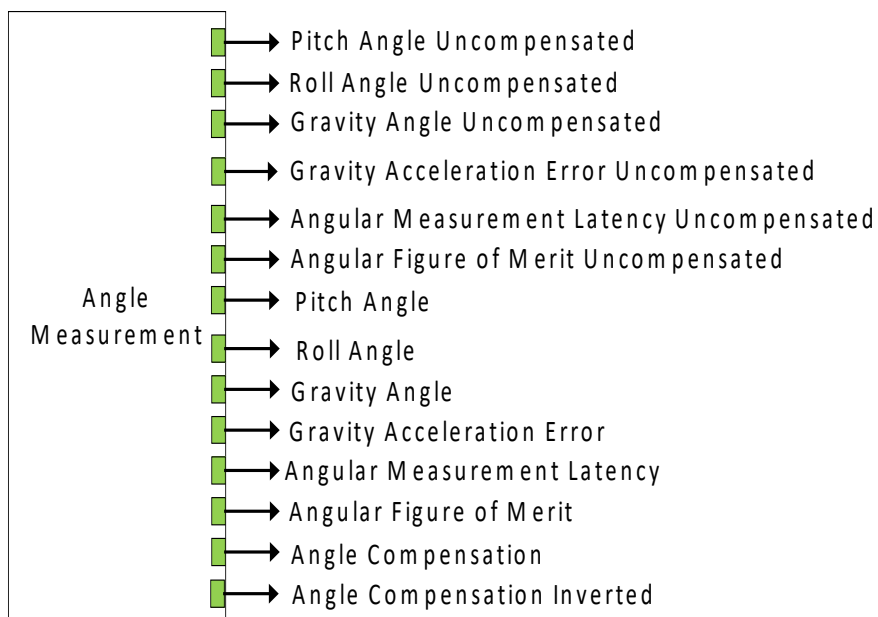 Pitch Angle Uncompensated
Roll Angle Uncompensated
Gravity Angle Uncompensated
Gravity Acceleration Error Uncompensated
Angular Measurement Latency Uncompensated
Angular Figure of Merit Uncompensated
Angle
Measurement
Pitch Angle
Roll Angle
Gravity Angle
Gravity Acceleration Error
Angular Measurement Latency
Angular Figure of Merit
Angle Compensation
Angle Compensation Inverted